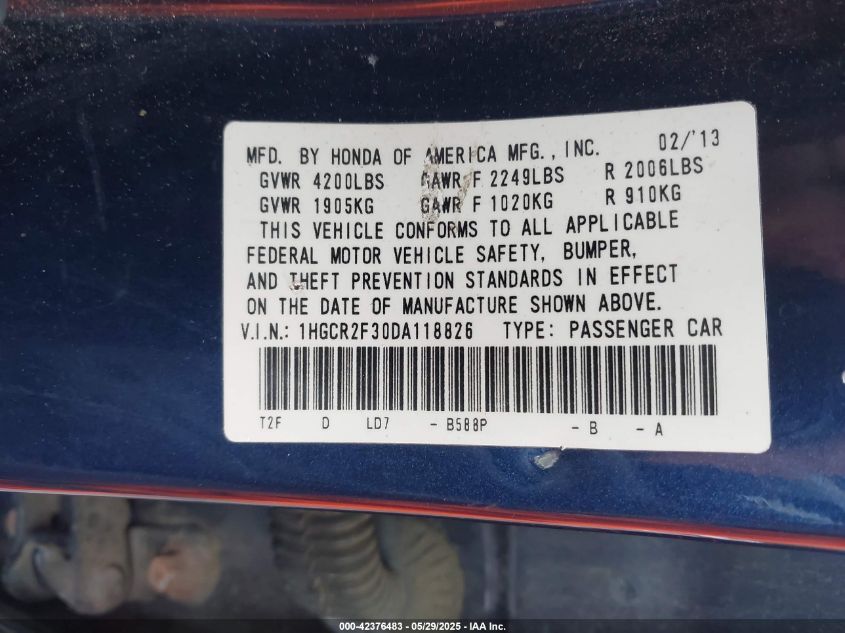 MFD. BY HONDA OF AMERICA MFG., INC. 02/'13
GVWR 4200LBS GAWR F 2249LBS R 2006LBS
GVWR 1905KG GAWR F 1020KG R 910KG
THIS VEHICLE CONFORMS TO ALL APPLICABLE
FEDERAL MOTOR VEHICLE SAFETY, BUMPER,
AND THEFT PREVENTION STANDARDS IN EFFECT
ON THE DATE OF MANUFACTURE SHOWN ABOVE.
V.I.N.: 1HGCR2F30DA118826 TYPE: PASSENGER CAR
T2F D LD7 - B588P - B - A
000-42376483 - 05/29/2025 - IAA Inc.